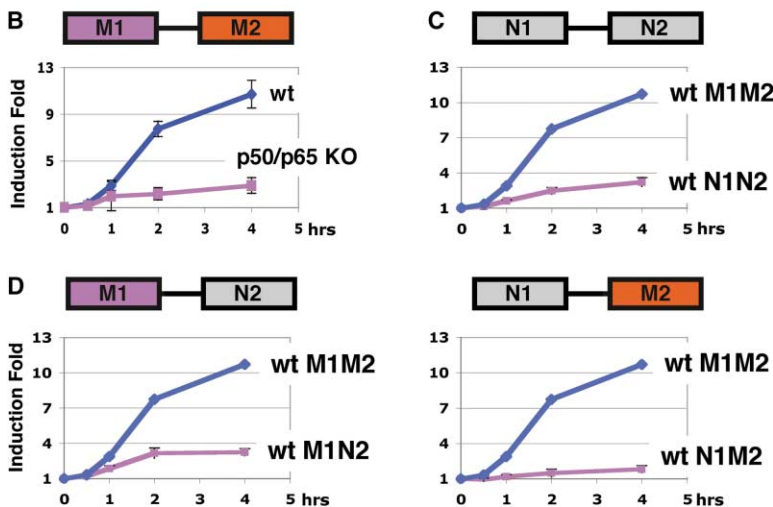 B
M1 M2
Induction Fold
13
9
5
1
wt
p50/p65 KO
0 1 2 3 4 5 hrs
C
N1 N2
13
10
7
4
1
wt M1M2
wt N1N2
0 1 2 3 4 5 hrs
D
M1 N2
Induction Fold
13
10
7
4
1
wt M1M2
wt M1N2
0 1 2 3 4 5 hrs
N1 M2
13
10
7
4
1
wt M1M2
wt N1M2
0 1 2 3 4 5 hrs